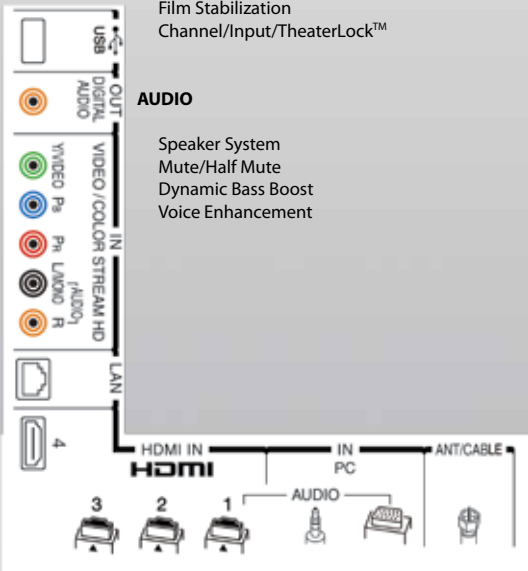 Film Stabilization
Channel/Input/TheaterLock™
AUDIO
Speaker System
Mute/Half Mute
Dynamic Bass Boost
Voice Enhancement
USB
DIGITAL
AUDIO
OUT
Y/VIDEO PB PR L/MONO R
AUDIO
VIDEO / COLOR STREAM HD
IN
LAN
4
HDMI IN
HDMI
IN
PC
ANT/CABLE
3 2 1
AUDIO